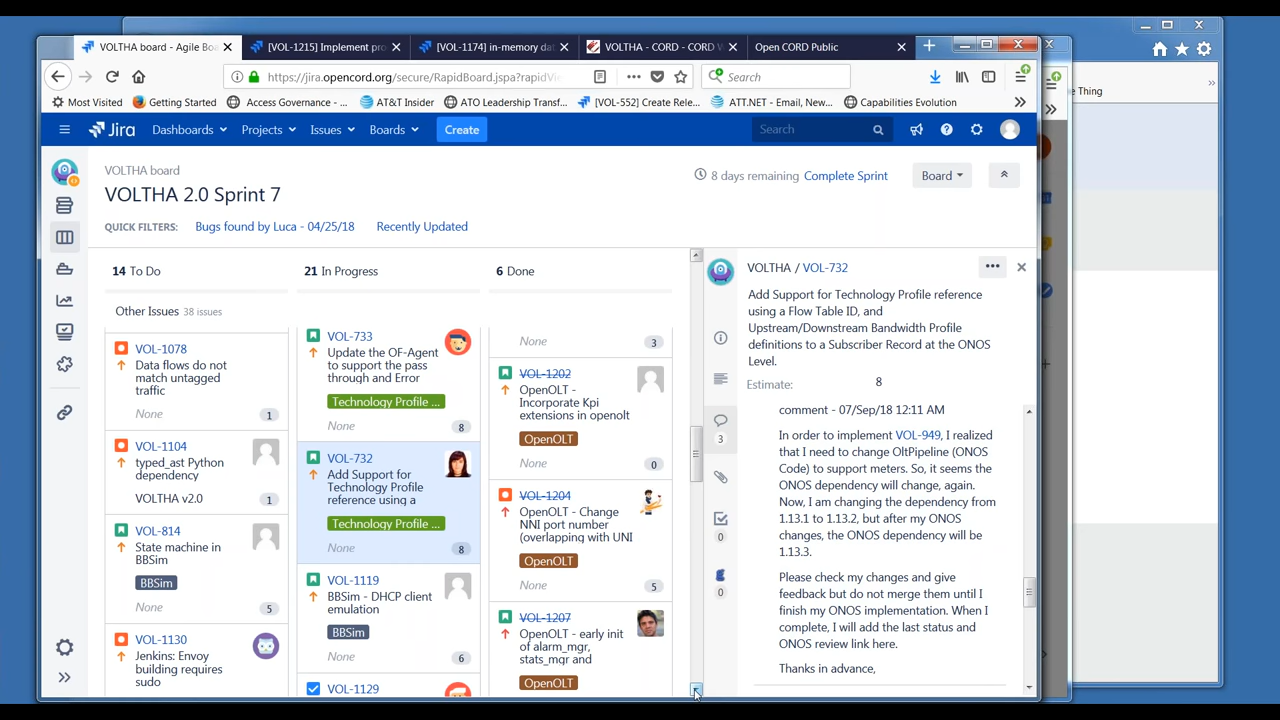 VOLTHA board - Agile Boa
[VOL-1215] Implement pro
[VOL-1174] in-memory da
VOLTHA - CORD - CORD W
Open CORD Public
https://jira.opencord.org/secure/RapidBoard.jspa?rapidVie
Search
Most Visited
Getting Started
Access Governance - ...
AT&T Insider
ATO Leadership Transf...
[VOL-552] Create Rele...
ATT.NET - Email, New...
Capabilities Evolution
e Thing
Jira
Dashboards
Projects
Issues
Boards
Create
Search
VOLTHA board
VOLTHA 2.0 Sprint 7
8 days remaining
Complete Sprint
Board
QUICK FILTERS:
Bugs found by Luca - 04/25/18
Recently Updated
14 To Do
21 In Progress
6 Done
Other Issues 38 issues
VOL-1078
Data flows do not
match untagged
traffic
None
1
VOL-1104
typed_ast Python
dependency
VOLTHA v2.0
1
VOL-814
State machine in
BBSim
BBSim
None
5
VOL-1130
Jenkins: Envoy
building requires
sudo
VOL-733
Update the OF-Agent
to support the pass
through and Error
Technology Profile ...
None
8
VOL-732
Add Support for
Technology Profile
reference using a
Technology Profile ...
None
8
VOL-1119
BBSim - DHCP client
emulation
BBSim
None
6
VOL-1129
None
3
VOL-1202
OpenOLT -
Incorporate Kpi
extensions in openolt
OpenOLT
None
0
VOL-1204
OpenOLT - Change
NNI port number
(overlapping with UNI
OpenOLT
None
5
VOL-1207
OpenOLT - early init
of alarm_mgr,
stats_mgr and
OpenOLT
VOLTHA / VOL-732
Add Support for Technology Profile reference
using a Flow Table ID, and
Upstream/Downstream Bandwidth Profile
definitions to a Subscriber Record at the ONOS
Level.
Estimate:
8
3
0
0
comment - 07/Sep/18 12:11 AM
In order to implement VOL-949, I realized
that I need to change OltPipeline (ONOS
Code) to support meters. So, it seems the
ONOS dependency will change, again.
Now, I am changing the dependency from
1.13.1 to 1.13.2, but after my ONOS
changes, the ONOS dependency will be
1.13.3.
Please check my changes and give
feedback but do not merge them until I
finish my ONOS implementation. When I
complete, I will add the last status and
ONOS review link here.
Thanks in advance,